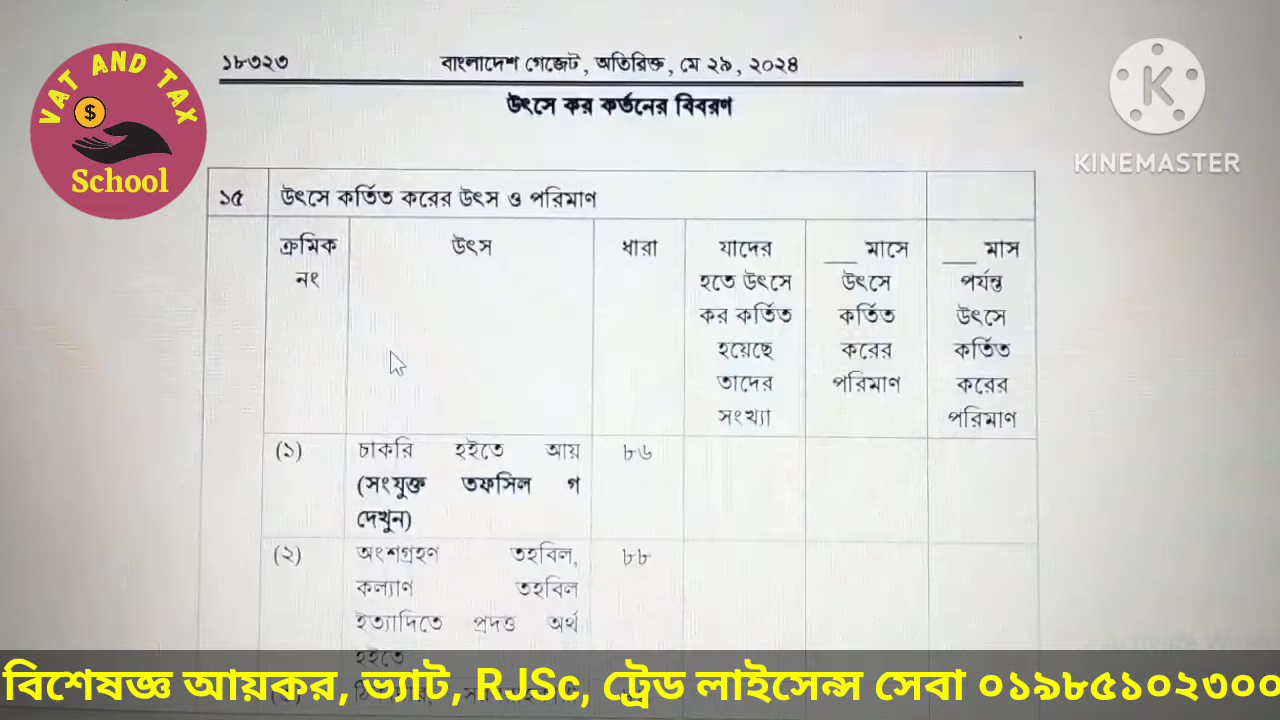 VAT AND TAX
$
School
১৮৩২৩ বাংলাদেশ গেজেট, অতিরিক্ত, মে ২৯, ২০২৪
উৎসে কর কর্তনের বিবরণ
K
KINEMASTER
১৫ উৎসে কর্তিত করের উৎস ও পরিমাণ
ক্রমিক নং
উৎস
ধারা
যাদের
হতে উৎসে
কর কর্তিত
হয়েছে
তাদের
সংখ্যা
___ মাসে
উৎসে
কর্তিত
করের
পরিমাণ
___ মাস
পর্যন্ত
উৎসে
কর্তিত
করের
পরিমাণ
(১) চাকরি হইতে আয় ৮৬
(সংযুক্ত তফসিল গ
দেখুন)
(২) অংশগ্রহণ তহবিল, ৮৮
কল্যাণ তহবিল
ইত্যাদিতে প্রদত্ত অর্থ
হইতে
বিশেষজ্ঞ আয়কর, ভ্যাট, RJSc, ট্রেড লাইসেন্স সেবা ০১৯৮৫১০২৩০০